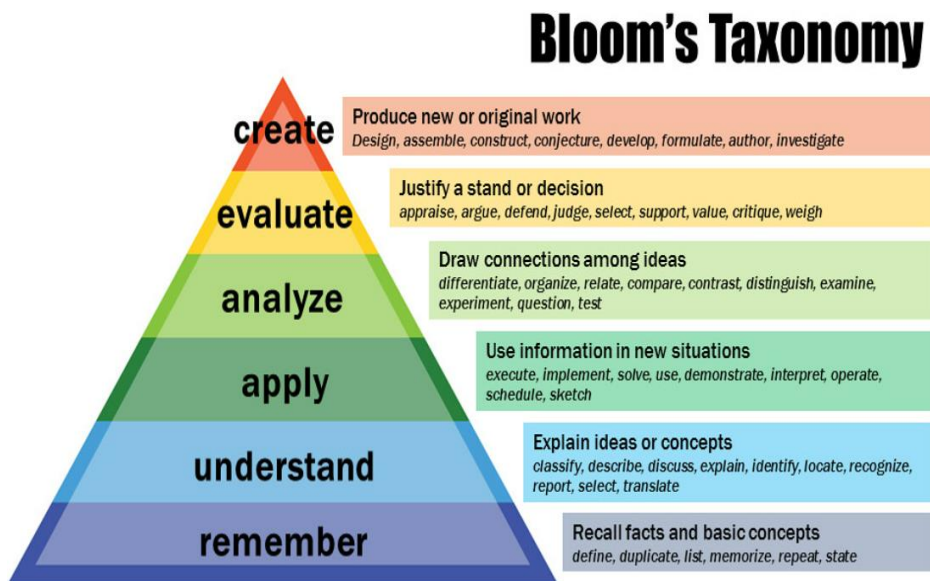 Bloom's Taxonomy
create
Produce new or original work
Design, assemble, construct, conjecture, develop, formulate, author, investigate
evaluate
Justify a stand or decision
appraise, argue, defend, judge, select, support, value, critique, weigh
analyze
Draw connections among ideas
differentiate, organize, relate, compare, contrast, distinguish, examine,
experiment, question, test
apply
Use information in new situations
execute, implement, solve, use, demonstrate, interpret, operate,
schedule, sketch
understand
Explain ideas or concepts
classify, describe, discuss, explain, identify, locate, recognize,
report, select, translate
remember
Recall facts and basic concepts
define, duplicate, list, memorize, repeat, state